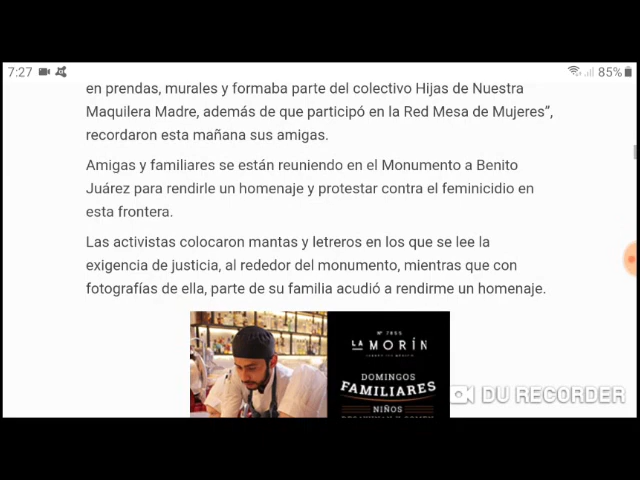 7:27
85%
en prendas, murales y formaba parte del colectivo Hijas de Nuestra
Maquilera Madre, además de que participó en la Red Mesa de Mujeres”,
recordaron esta mañana sus amigas.
Amigas y familiares se están reuniendo en el Monumento a Benito
Juárez para rendirle un homenaje y protestar contra el feminicidio en
esta frontera.
Las activistas colocaron mantas y letreros en los que se lee la
exigencia de justicia, al rededor del monumento, mientras que con
fotografías de ella, parte de su familia acudió a rendirme un homenaje.
LA MORÍN
DOMINGOS
FAMILIARES
NIÑOS
DU RECORDER